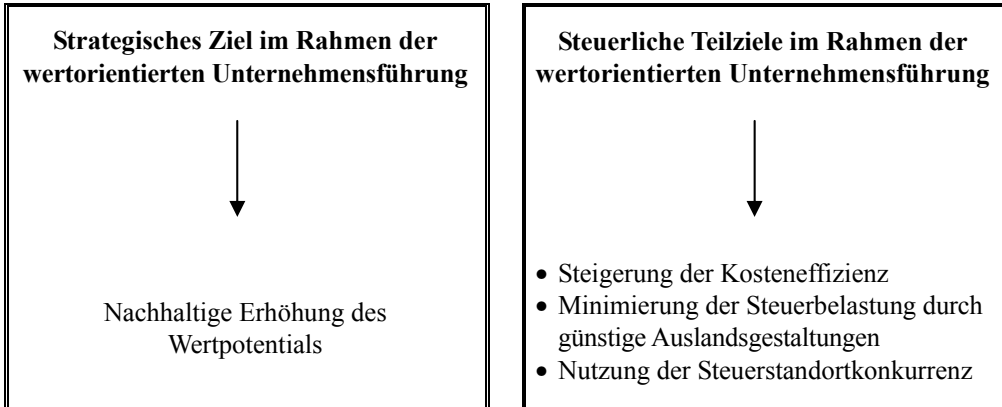 Strategisches Ziel im Rahmen der
wertorientierten Unternehmensführung
Nachhaltige Erhöhung des
Wertpotentials
Steuerliche Teilziele im Rahmen der
wertorientierten Unternehmensführung
• Steigerung der Kosteneffizienz
• Minimierung der Steuerbelastung durch
günstige Auslandsgestaltungen
• Nutzung der Steuerstandortkonkurrenz